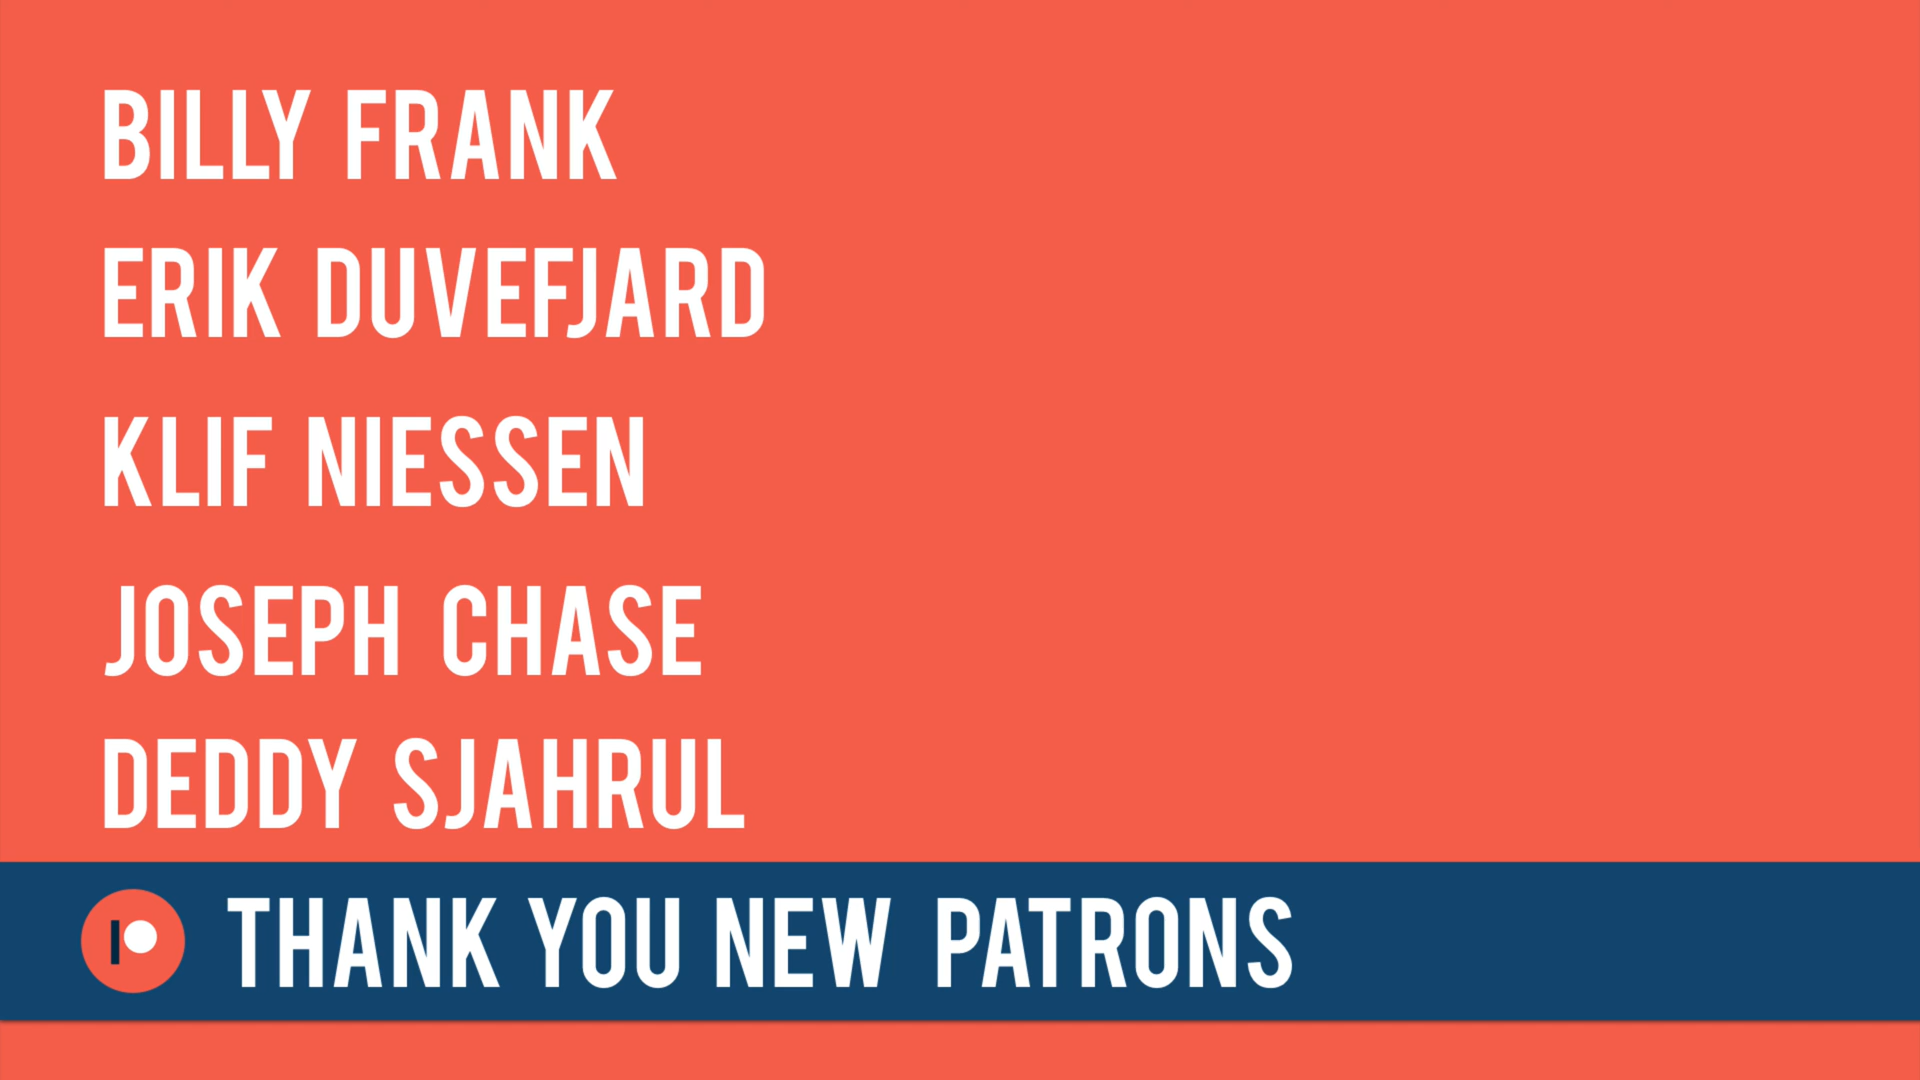 BILLY FRANK
ERIK DUVEFJARD
KLIF NIESSEN
JOSEPH CHASE
DEDDY SJAHRUL
THANK YOU NEW PATRONS